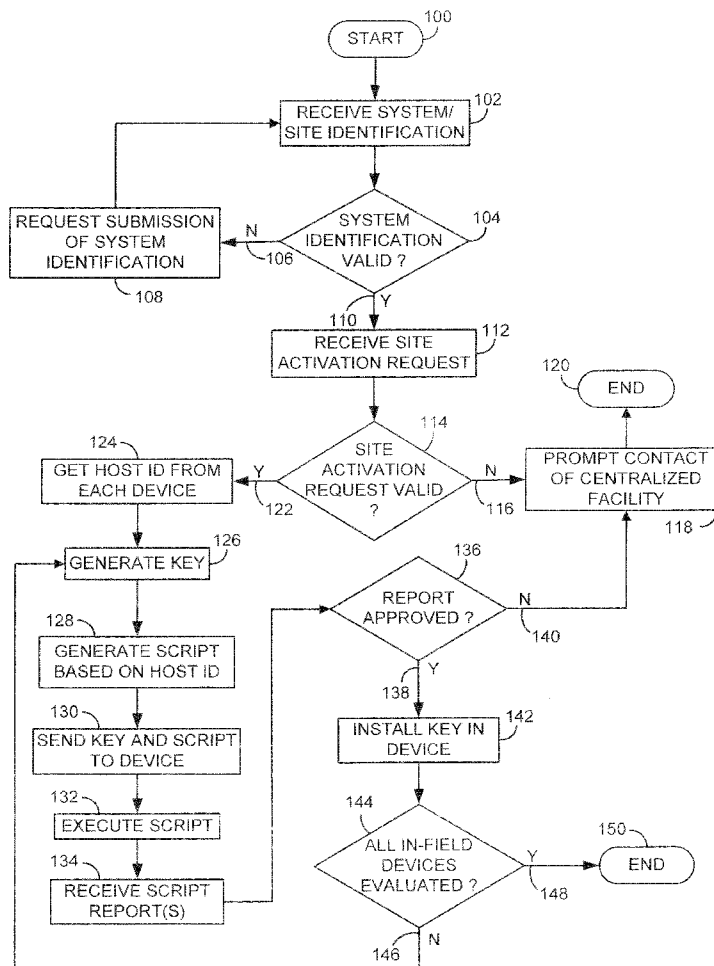 START
100
RECEIVE SYSTEM/
SITE IDENTIFICATION
102
SYSTEM
IDENTIFICATION
VALID ?
104
N
106
REQUEST SUBMISSION
OF SYSTEM
IDENTIFICATION
108
110
Y
RECEIVE SITE
ACTIVATION REQUEST
112
114
SITE
ACTIVATION
REQUEST VALID
?
N
116
PROMPT CONTACT
OF CENTRALIZED
FACILITY
118
120
END
Y
122
124
GET HOST ID FROM
EACH DEVICE
126
GENERATE KEY
128
GENERATE SCRIPT
BASED ON HOST ID
130
SEND KEY AND SCRIPT
TO DEVICE
132
EXECUTE SCRIPT
134
RECEIVE SCRIPT
REPORT(S)
136
REPORT
APPROVED ?
N
140
Y
138
INSTALL KEY IN
DEVICE
142
144
ALL IN-FIELD
DEVICES
EVALUATED ?
Y
148
150
END
146
N